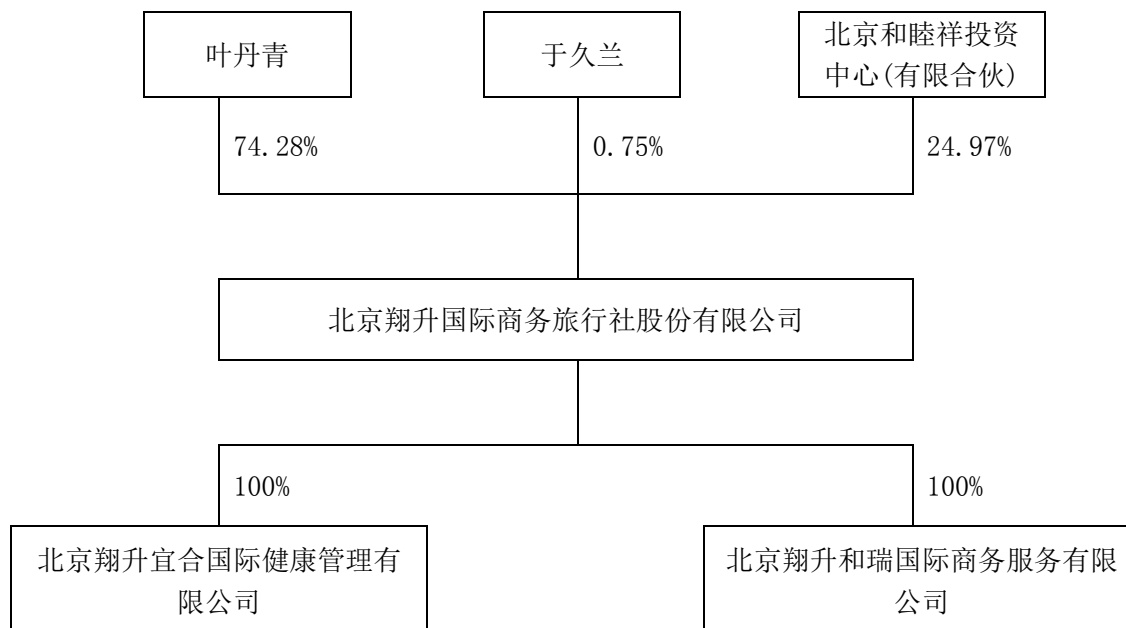 叶丹青
于久兰
北京和睦祥投资
中心(有限合伙)
74.28%
0.75%
24.97%
北京翔升国际商务旅行社股份有限公司
100%
100%
北京翔升宜合国际健康管理有
限公司
北京翔升和瑞国际商务服务有限
公司